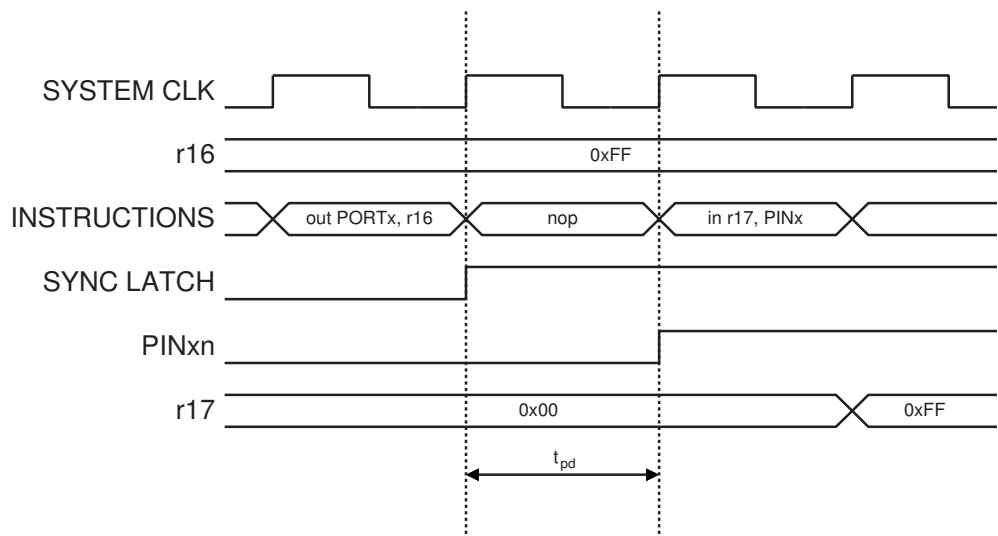 SYSTEM CLK
r16
0xFF
INSTRUCTIONS
out PORTx, r16
nop
in r17, PINx
SYNC LATCH
PINxn
r17
0x00
0xFF
tpd